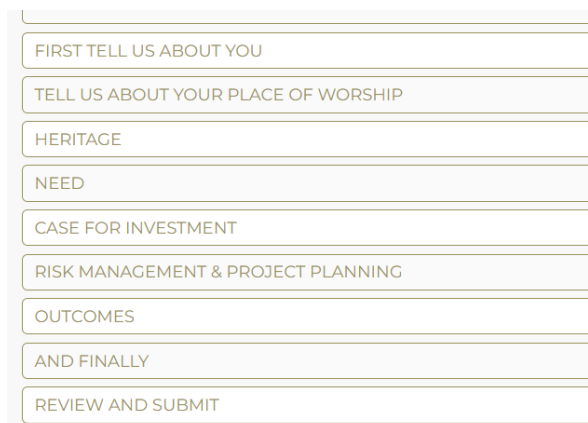 FIRST TELL US ABOUT YOU
TELL US ABOUT YOUR PLACE OF WORSHIP
HERITAGE
NEED
CASE FOR INVESTMENT
RISK MANAGEMENT & PROJECT PLANNING
OUTCOMES
AND FINALLY
REVIEW AND SUBMIT